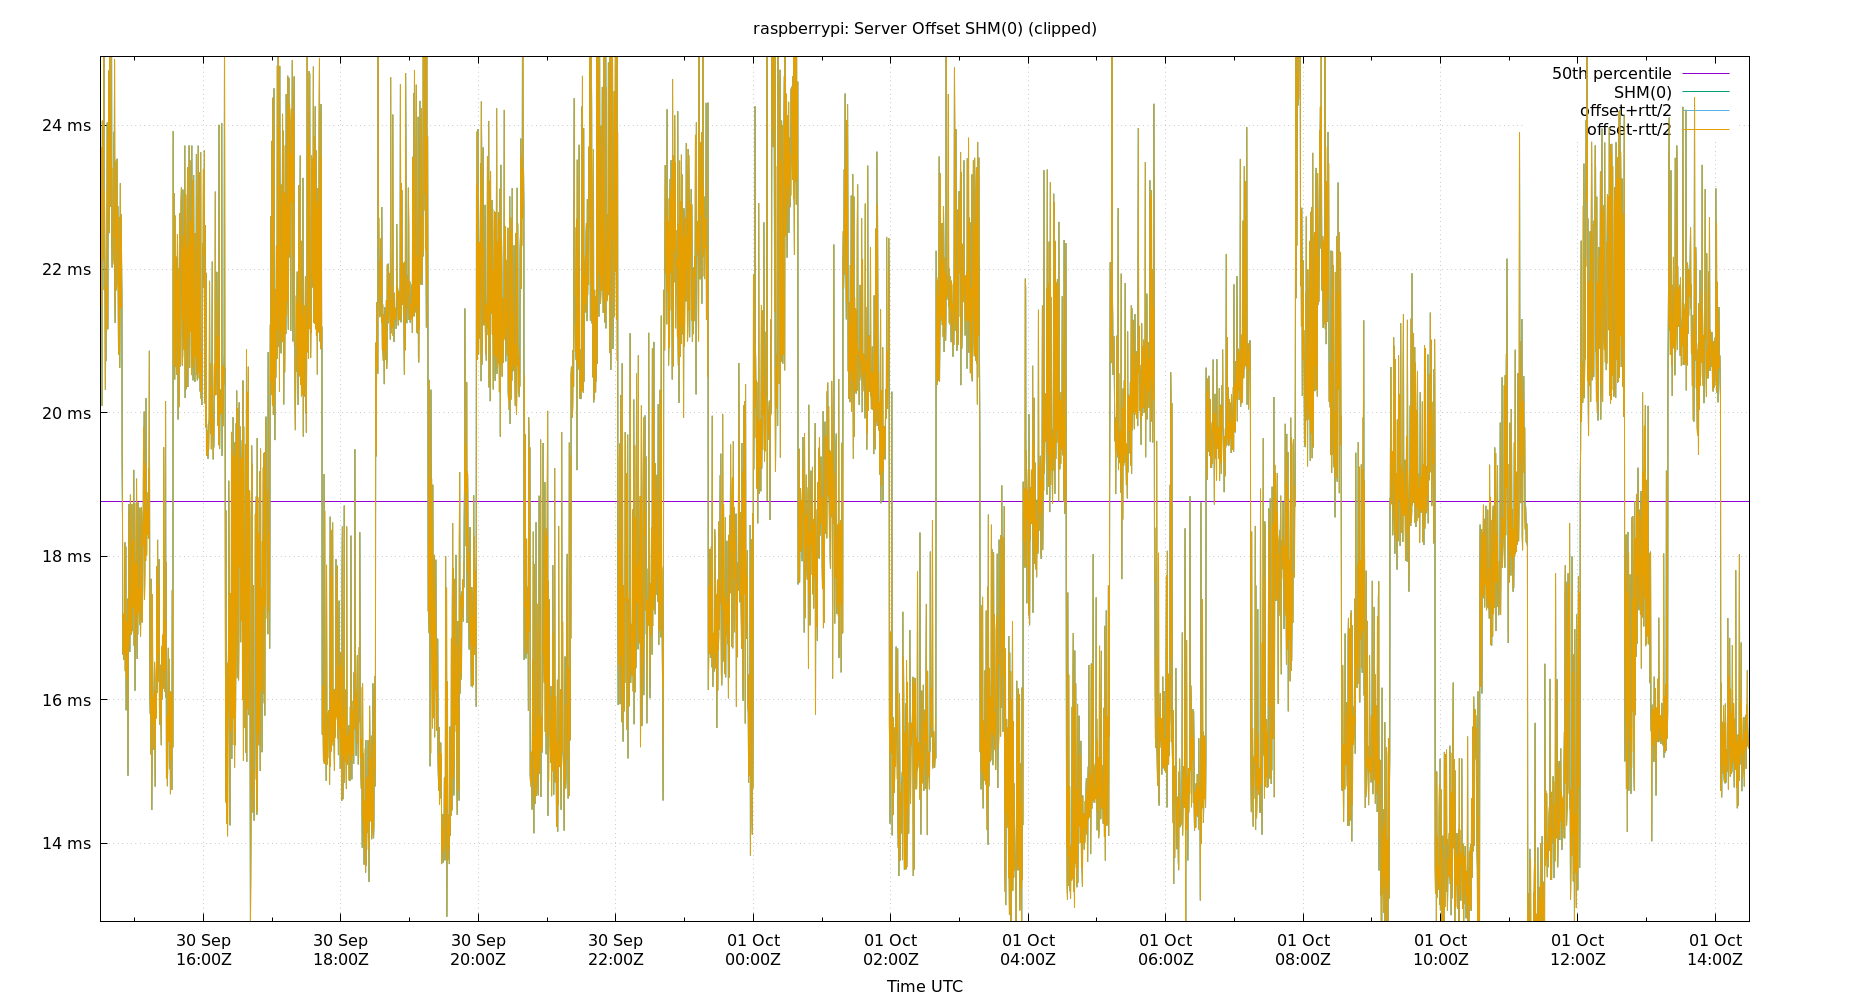 raspberrypi: Server Offset SHM(0) (clipped)
50th percentile
SHM(0)
offset+rtt/2
offset-rtt/2
24 ms
22 ms
20 ms
18 ms
16 ms
14 ms
30 Sep 30 Sep 30 Sep 30 Sep 01 Oct 01 Oct 01 Oct 01 Oct 01 Oct 01 Oct 01 Oct 01 Oct
16:00Z 18:00Z 20:00Z 22:00Z 00:00Z 02:00Z 04:00Z 06:00Z 08:00Z 10:00Z 12:00Z 14:00Z
Time UTC